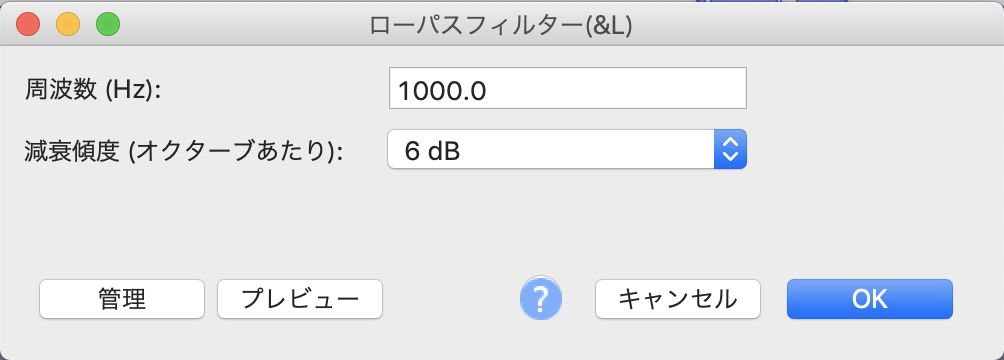 ローパスフィルター(&L)
周波数 (Hz): 1000.0
減衰傾度 (オクターブあたり): 6 dB
管理 プレビュー ? キャンセル OK